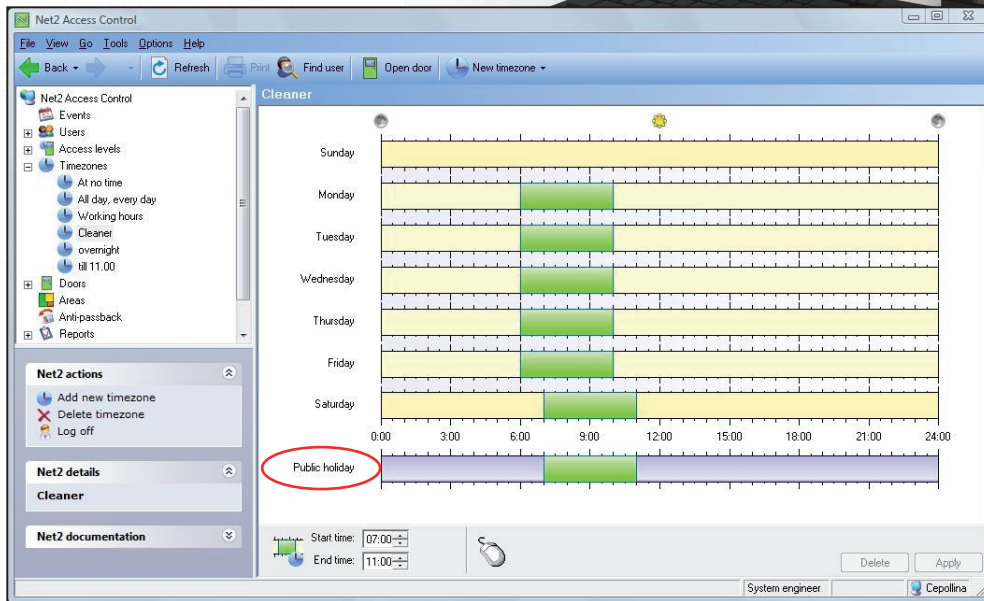 Net2 Access Control
File View Go Tools Options Help
Back Refresh Print Find user Open door New timezone
Net2 Access Control
Events
Users
Access levels
Timezones
At no time
All day, every day
Working hours
Cleaner
overnight
till 11.00
Doors
Areas
Anti-passback
Reports
Net2 actions
Add new timezone
Delete timezone
Log off
Net2 details
Cleaner
Net2 documentation
Cleaner
Sunday
Monday
Tuesday
Wednesday
Thursday
Friday
Saturday
0:00 3:00 6:00 9:00 12:00 15:00 18:00 21:00 24:00
Public holiday
Start time: 07:00
End time: 11:00
Delete Apply
System engineer Cepollina